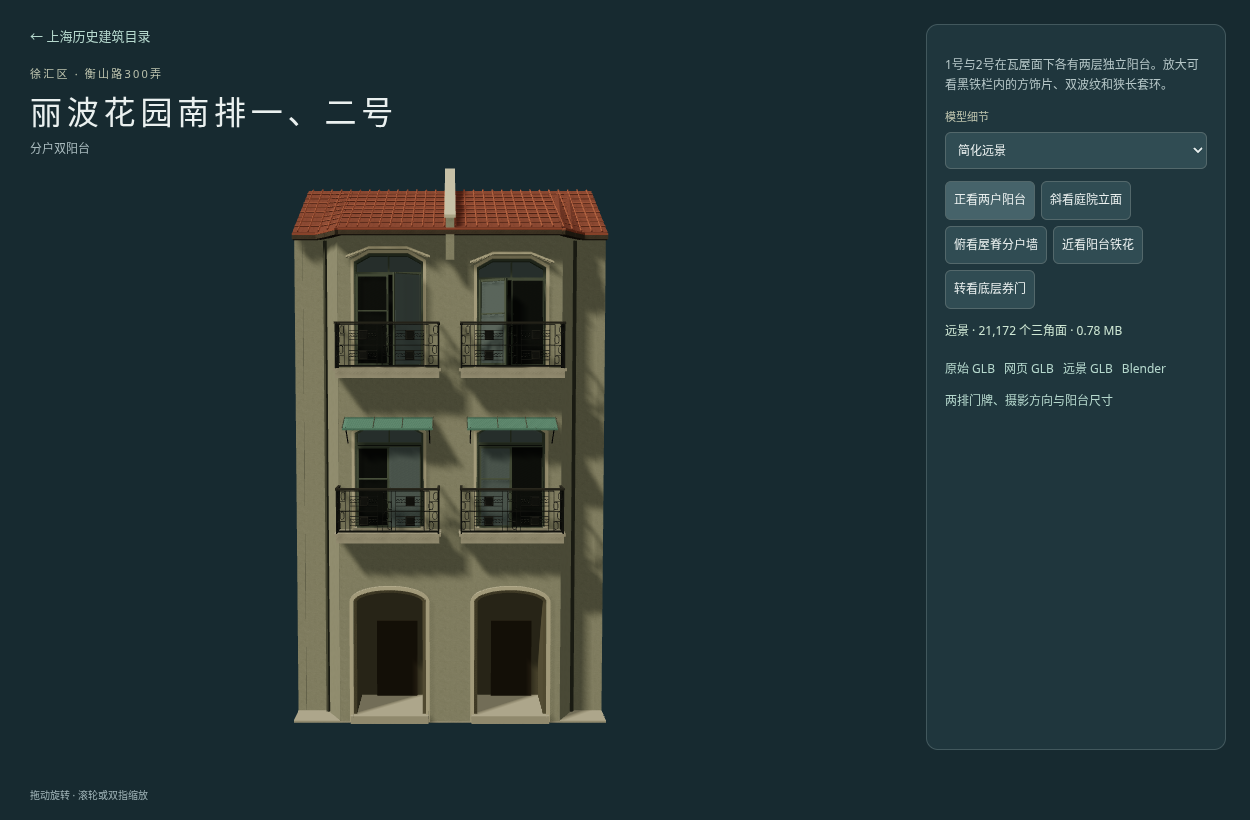 ← 上海历史建筑目录
徐汇区 · 衡山路300弄
丽波花园南排一、二号
分户双阳台
1号与2号在瓦屋面下各有两层独立阳台。放大可
看黑铁栏内的方饰片、双波纹和狭长套环。
模型细节
简化远景
正看两户阳台 斜看庭院立面
俯看屋脊分户墙 近看阳台铁花
转看底层券门
远景 · 21,172 个三角面 · 0.78 MB
原始 GLB 网页 GLB 远景 GLB Blender
两排门牌、摄影方向与阳台尺寸
拖动旋转 · 滚轮或双指缩放